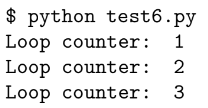 $ python test6.py
Loop counter:  1
Loop counter:  2
Loop counter:  3